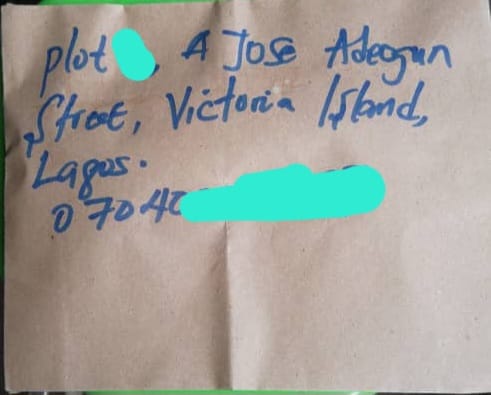 plot , A Jose Adeogun
Street, Victoria Island,
Lagos.
0704